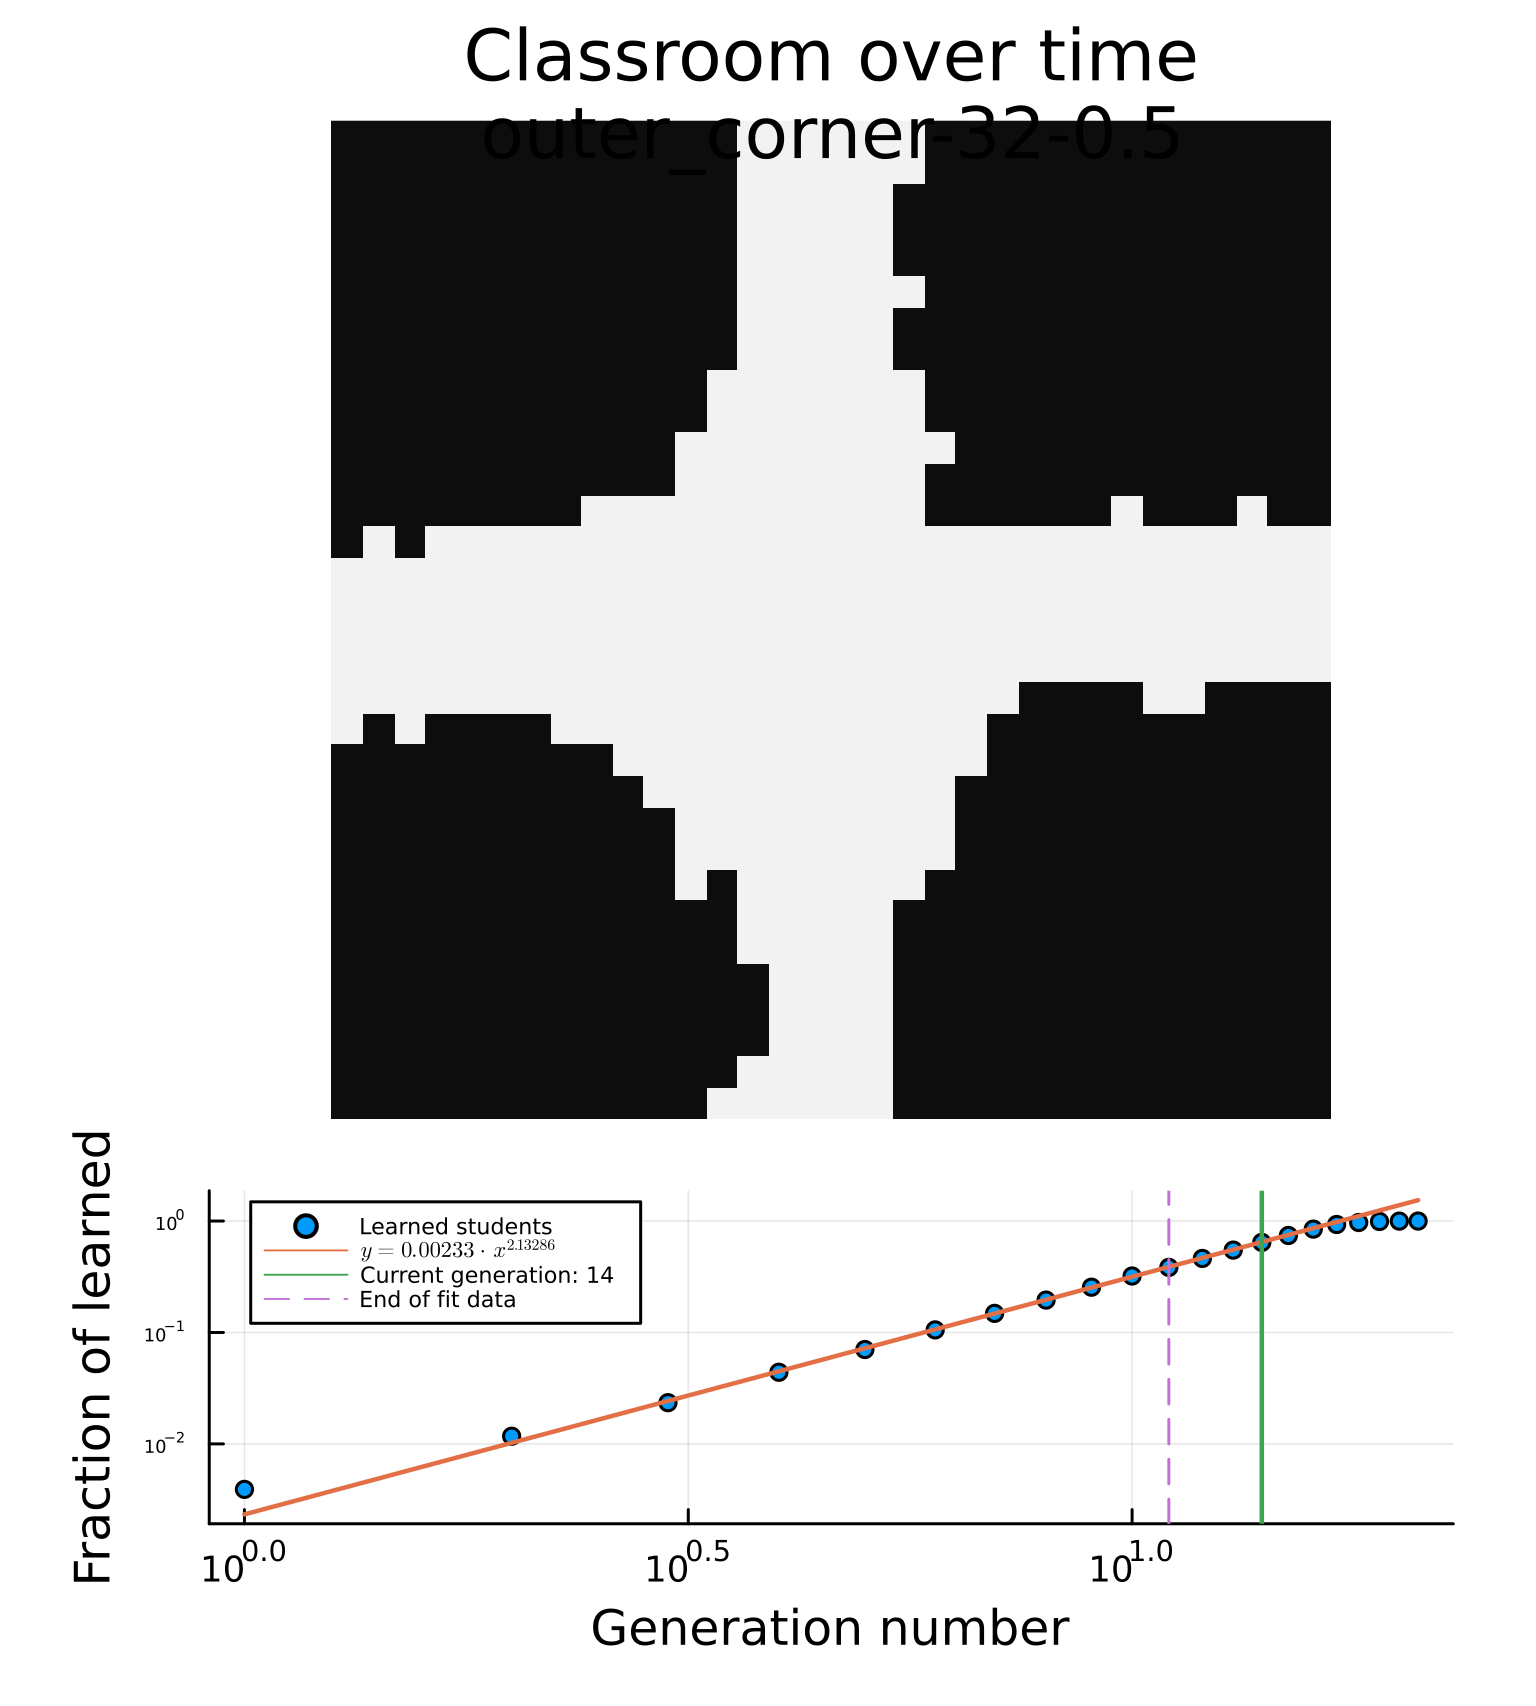 Classroom over time
outer_corner-32-0.5
Fraction of learned
10^0
10^−1
10^−2
Learned students
y = 0.00233 · x^2.13286
Current generation: 14
End of fit data
10^0.0
10^0.5
10^1.0
Generation number